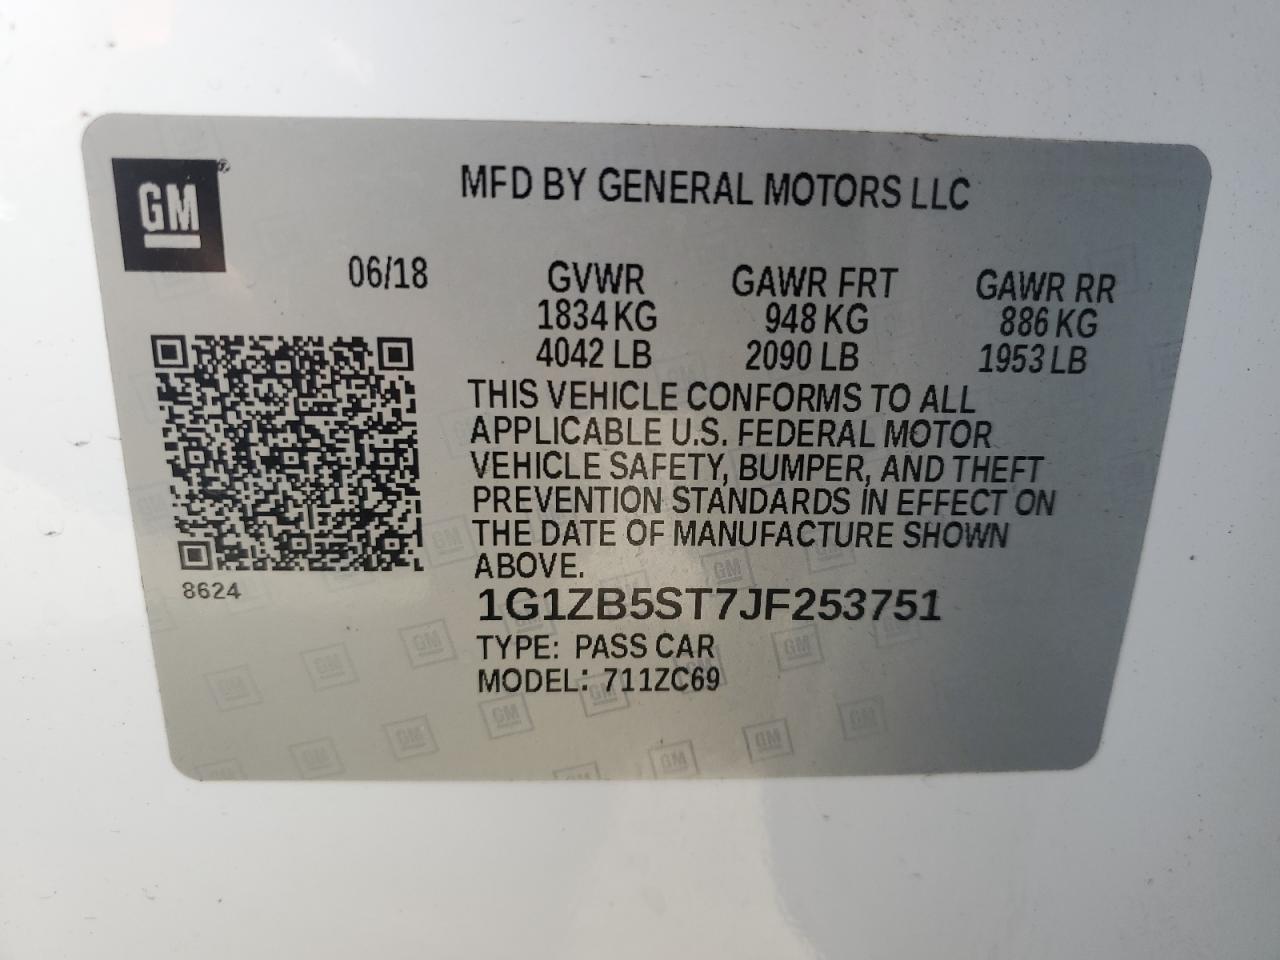 GM®
MFD BY GENERAL MOTORS LLC
06/18
GVWR GAWR FRT GAWR RR
1834 KG 948 KG 886 KG
4042 LB 2090 LB 1953 LB
THIS VEHICLE CONFORMS TO ALL
APPLICABLE U.S. FEDERAL MOTOR
VEHICLE SAFETY, BUMPER, AND THEFT
PREVENTION STANDARDS IN EFFECT ON
THE DATE OF MANUFACTURE SHOWN
ABOVE.
8624
1G1ZB5ST7JF253751
TYPE: PASS CAR
MODEL: 711ZC69